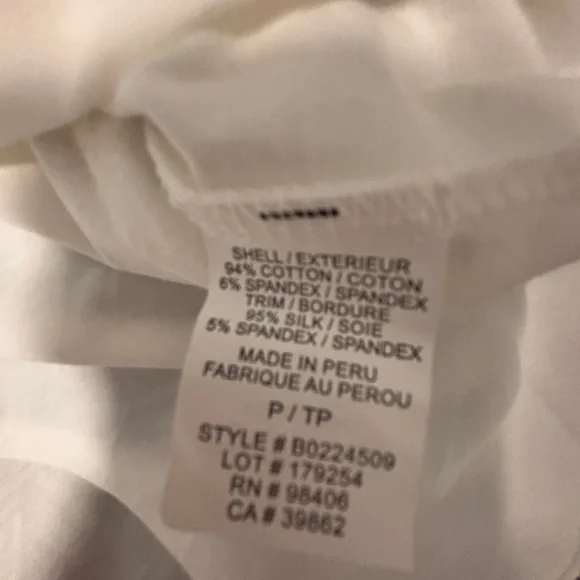 SHELL / EXTERIEUR
94% COTTON / COTON
6% SPANDEX / SPANDEX
TRIM / BORDURE
95% SILK / SOIE
5% SPANDEX / SPANDEX
MADE IN PERU
FABRIQUE AU PEROU
P / TP
STYLE # B0224509
LOT # 179254
RN # 98406
CA # 39862